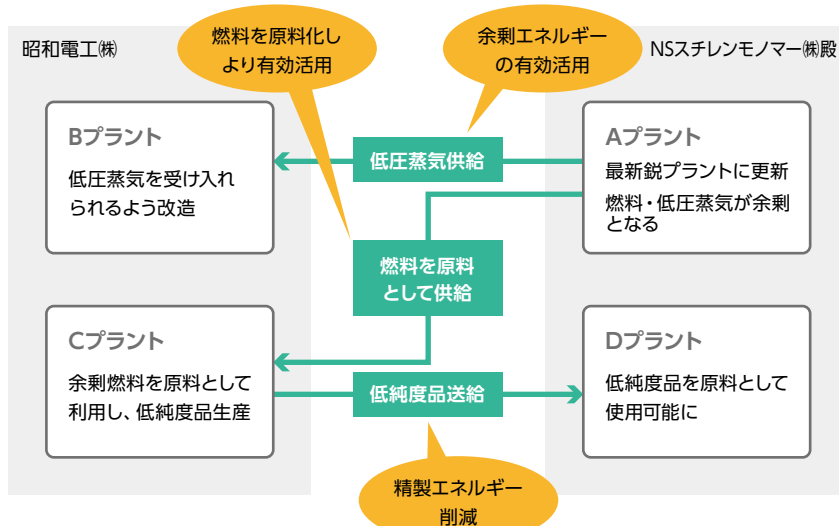 昭和電工㈱
燃料を原料化し
より有効活用
余剰エネルギー
の有効活用
NSスチレンモノマー㈱殿
Bプラント
低圧蒸気を受け入れ
られるよう改造
低圧蒸気供給
Aプラント
最新鋭プラントに更新
燃料・低圧蒸気が余剰
となる
燃料を原料
として供給
Cプラント
余剰燃料を原料として
利用し、低純度品生産
低純度品送給
Dプラント
低純度品を原料として
使用可能に
精製エネルギー
削減